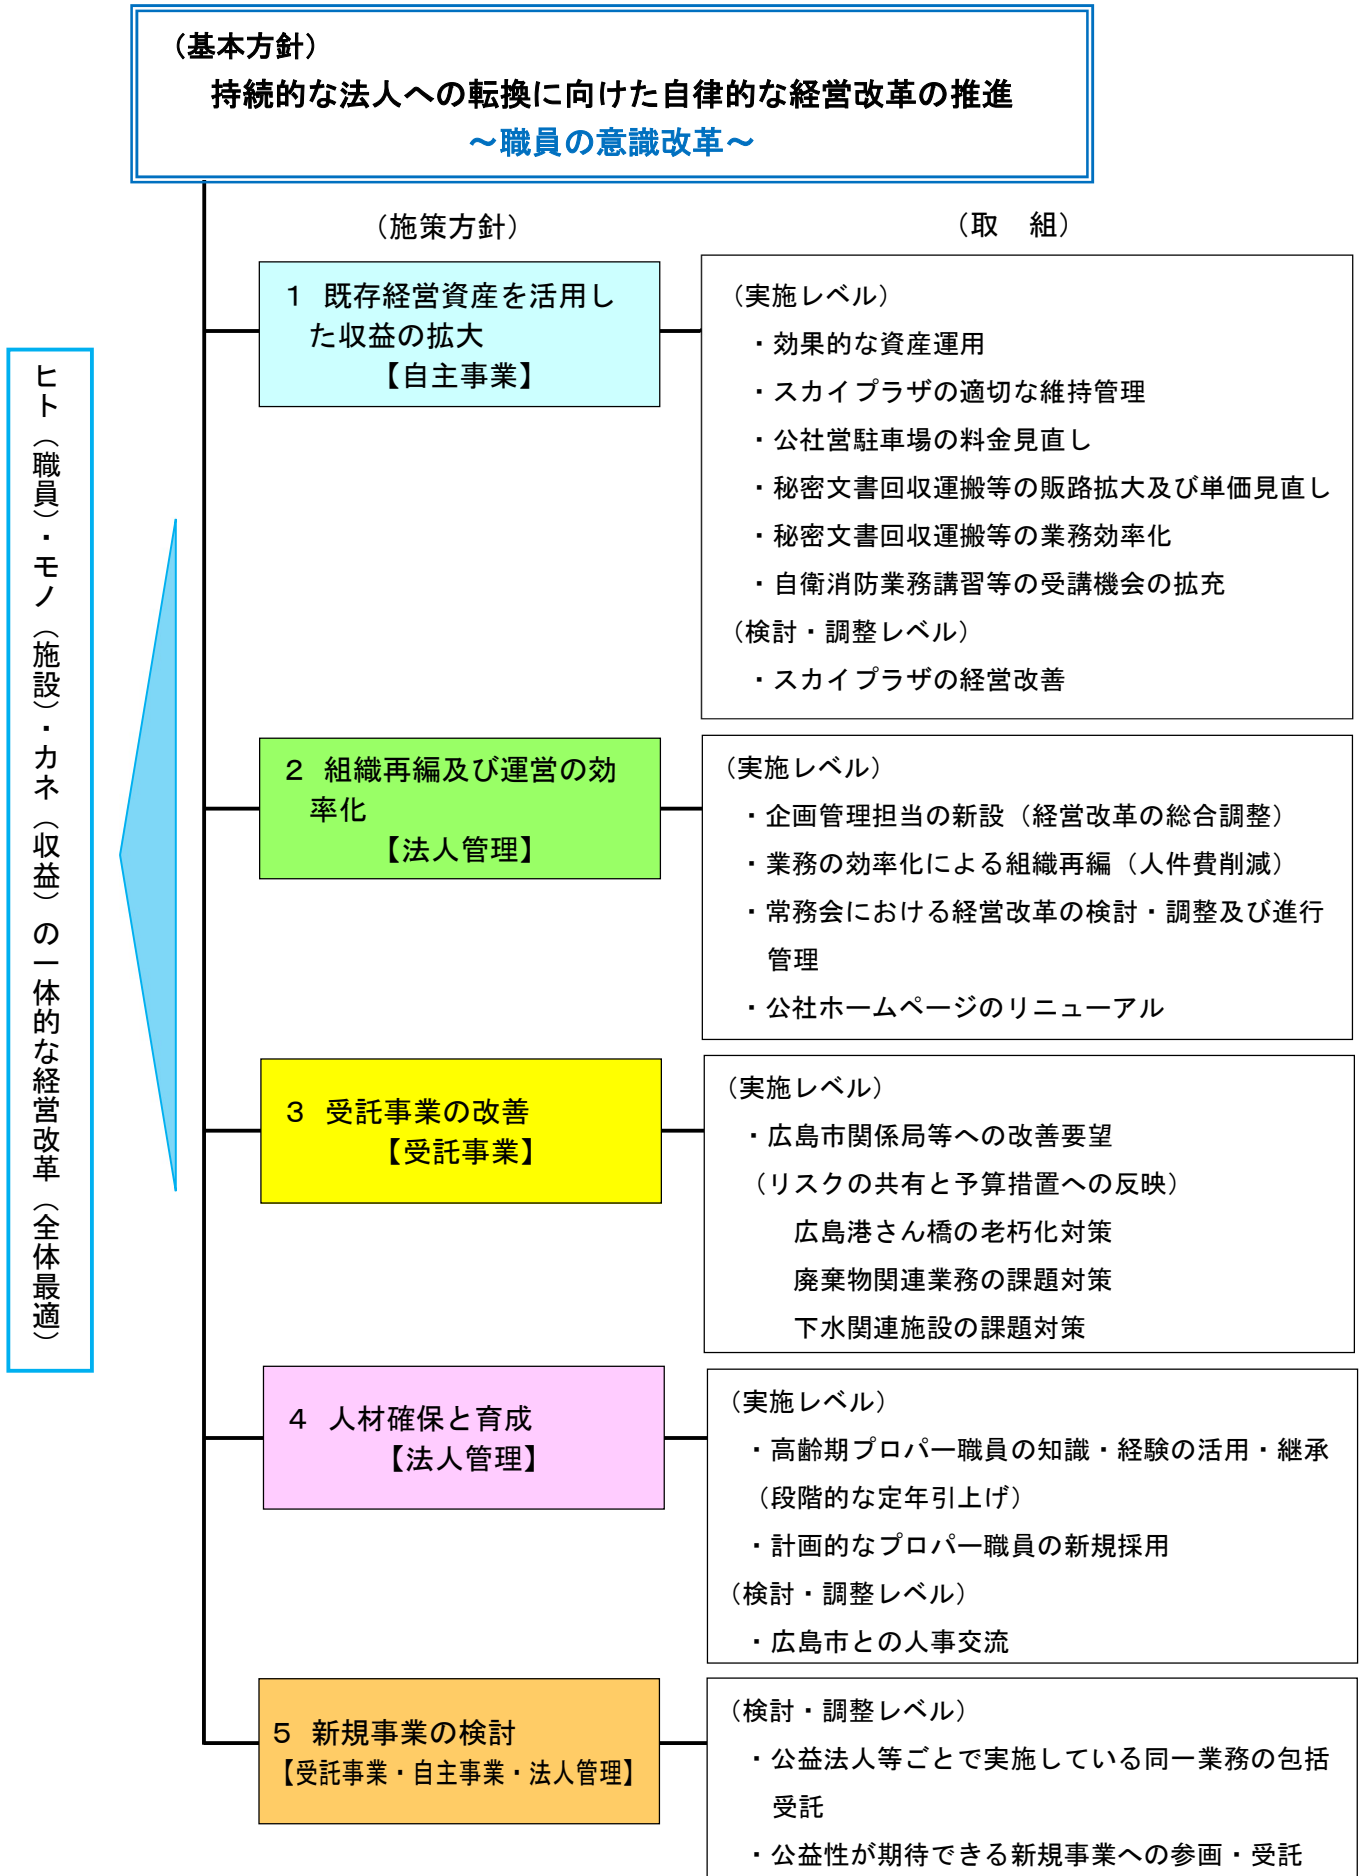 （基本方針）
持続的な法人への転換に向けた自律的な経営改革の推進
～職員の意識改革～
（施策方針）
（取　組）
ヒト（職員）・モノ（施設）・カネ（収益）の一体的な経営改革（全体最適）
１　既存経営資産を活用し
た収益の拡大
【自主事業】
（実施レベル）
・効果的な資産運用
・スカイプラザの適切な維持管理
・公社営駐車場の料金見直し
・秘密文書回収運搬等の販路拡大及び単価見直し
・秘密文書回収運搬等の業務効率化
・自衛消防業務講習等の受講機会の拡充
（検討・調整レベル）
・スカイプラザの経営改善
２　組織再編及び運営の効
率化
【法人管理】
（実施レベル）
・企画管理担当の新設（経営改革の総合調整）
・業務の効率化による組織再編（人件費削減）
・常務会における経営改革の検討・調整及び進行
管理
・公社ホームページのリニューアル
３　受託事業の改善
【受託事業】
（実施レベル）
・広島市関係局等への改善要望
（リスクの共有と予算措置への反映）
広島港さん橋の老朽化対策
廃棄物関連業務の課題対策
下水関連施設の課題対策
４　人材確保と育成
【法人管理】
（実施レベル）
・高齢期プロパー職員の知識・経験の活用・継承
（段階的な定年引上げ）
・計画的なプロパー職員の新規採用
（検討・調整レベル）
・広島市との人事交流
５　新規事業の検討
【受託事業・自主事業・法人管理】
（検討・調整レベル）
・公益法人等ごとで実施している同一業務の包括
受託
・公益性が期待できる新規事業への参画・受託